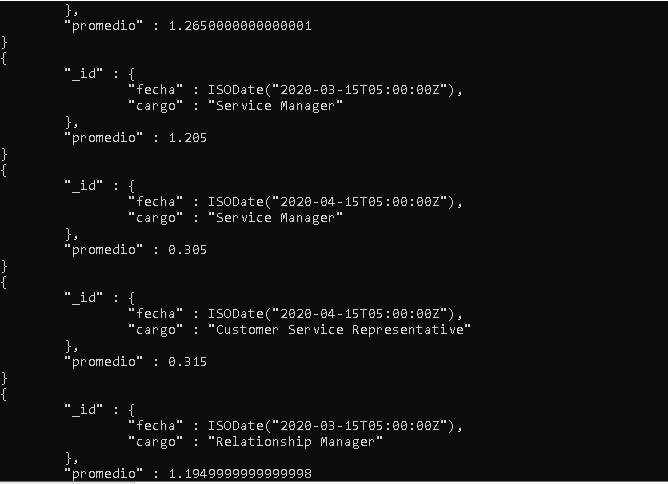 },
"promedio" : 1.2650000000000001
}
{
"_id" : {
"fecha" : ISODate("2020-03-15T05:00:00Z"),
"cargo" : "Service Manager"
},
"promedio" : 1.205
}
{
"_id" : {
"fecha" : ISODate("2020-04-15T05:00:00Z"),
"cargo" : "Service Manager"
},
"promedio" : 0.305
}
{
"_id" : {
"fecha" : ISODate("2020-04-15T05:00:00Z"),
"cargo" : "Customer Service Representative"
},
"promedio" : 0.315
}
{
"_id" : {
"fecha" : ISODate("2020-03-15T05:00:00Z"),
"cargo" : "Relationship Manager"
},
"promedio" : 1.1949999999999998